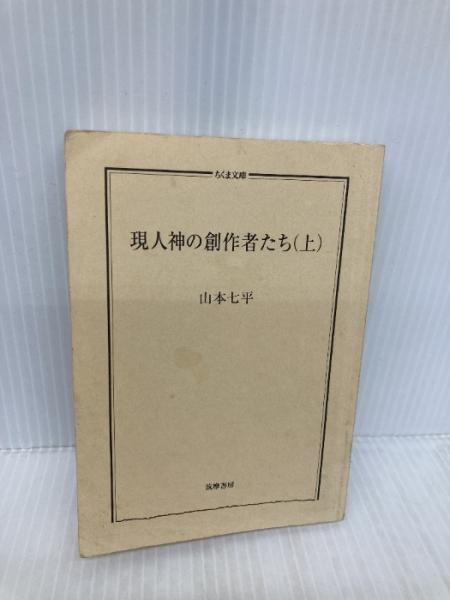 ちくま文庫
現人神の創作者たち(上)
山本七平
筑摩書房